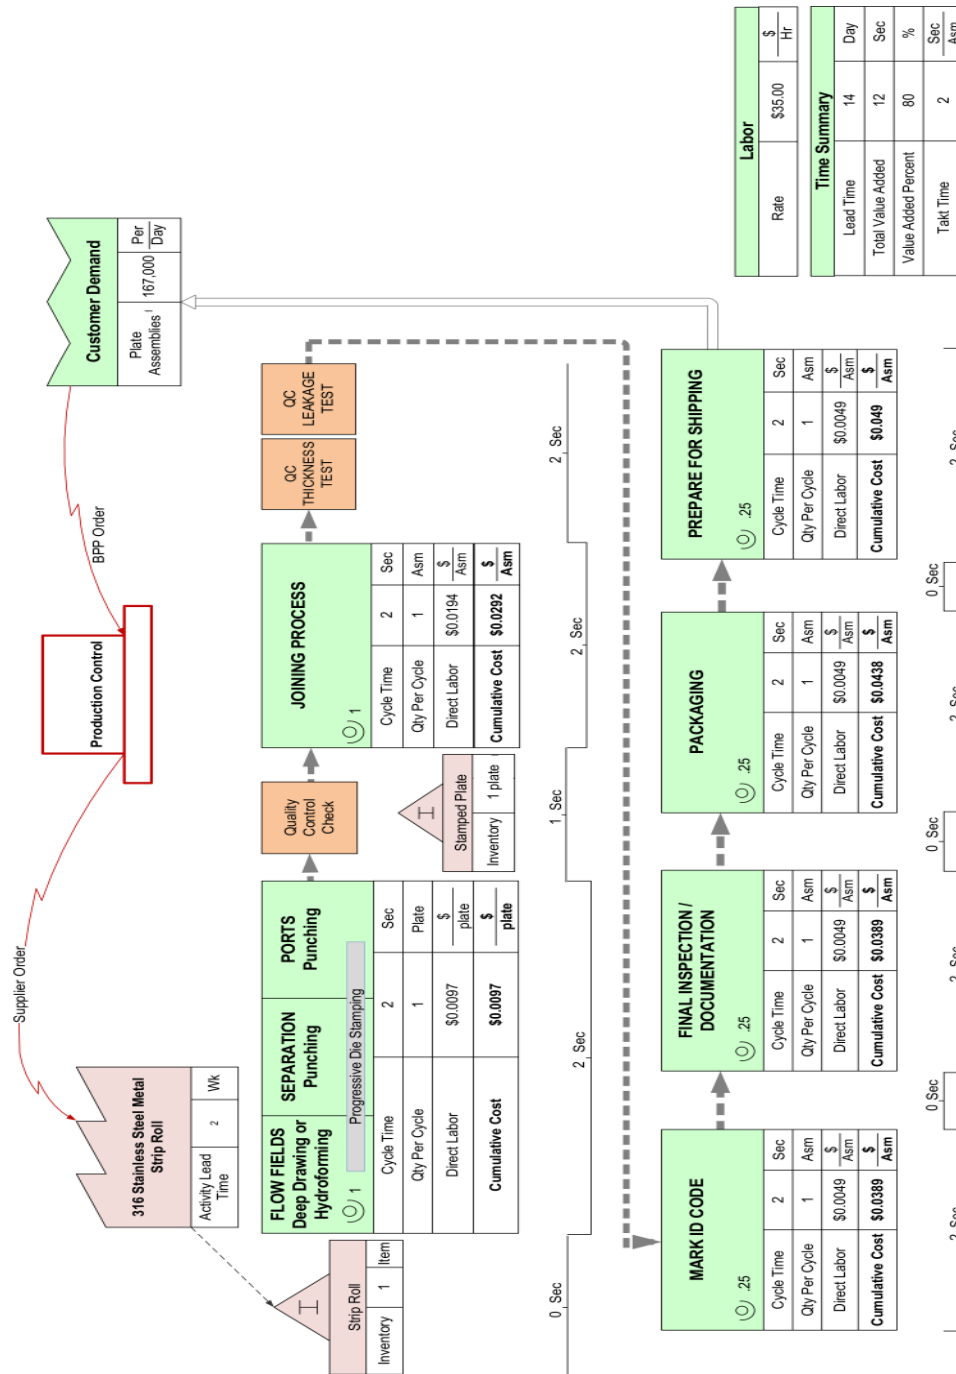 Supplier Order
Production Control
BPP Order
Customer Demand
Plate
Assemblies
167,000
Per
Day
316 Stainless Steel Metal
Strip Roll
Activity Lead
Time
2
Wk
I
Strip Roll
Inventory
1
Item
FLOW FIELDS
Deep Drawing or
Hydroforming
SEPARATION
Punching
PORTS
Punching
1
Progressive Die Stamping
Cycle Time
2
Sec
Qty Per Cycle
1
Plate
Direct Labor
$0.0097
$
plate
Cumulative Cost
$0.0097
$
plate
Quality
Control
Check
I
Stamped Plate
Inventory
1 plate
JOINING PROCESS
1
Cycle Time
2
Sec
Qty Per Cycle
1
Asm
Direct Labor
$0.0194
$
Asm
Cumulative Cost
$0.0292
$
Asm
QC
THICKNESS
TEST
QC
LEAKAGE
TEST
0 Sec
2 Sec
1 Sec
2 Sec
2 Sec
MARK ID CODE
.25
Cycle Time
2
Sec
Qty Per Cycle
1
Asm
Direct Labor
$0.0049
$
Asm
Cumulative Cost
$0.0389
$
Asm
FINAL INSPECTION /
DOCUMENTATION
.25
Cycle Time
2
Sec
Qty Per Cycle
1
Asm
Direct Labor
$0.0049
$
Asm
Cumulative Cost
$0.0389
$
Asm
PACKAGING
.25
Cycle Time
2
Sec
Qty Per Cycle
1
Asm
Direct Labor
$0.0049
$
Asm
Cumulative Cost
$0.0438
$
Asm
PREPARE FOR SHIPPING
.25
Cycle Time
2
Sec
Qty Per Cycle
1
Asm
Direct Labor
$0.0049
$
Asm
Cumulative Cost
$0.049
$
Asm
2 Sec
0 Sec
2 Sec
0 Sec
2 Sec
0 Sec
2 Sec
Labor
Rate
$35.00
$
Hr
Time Summary
Lead Time
14
Day
Total Value Added
12
Sec
Value Added Percent
80
%
Takt Time
2
Sec
Asm